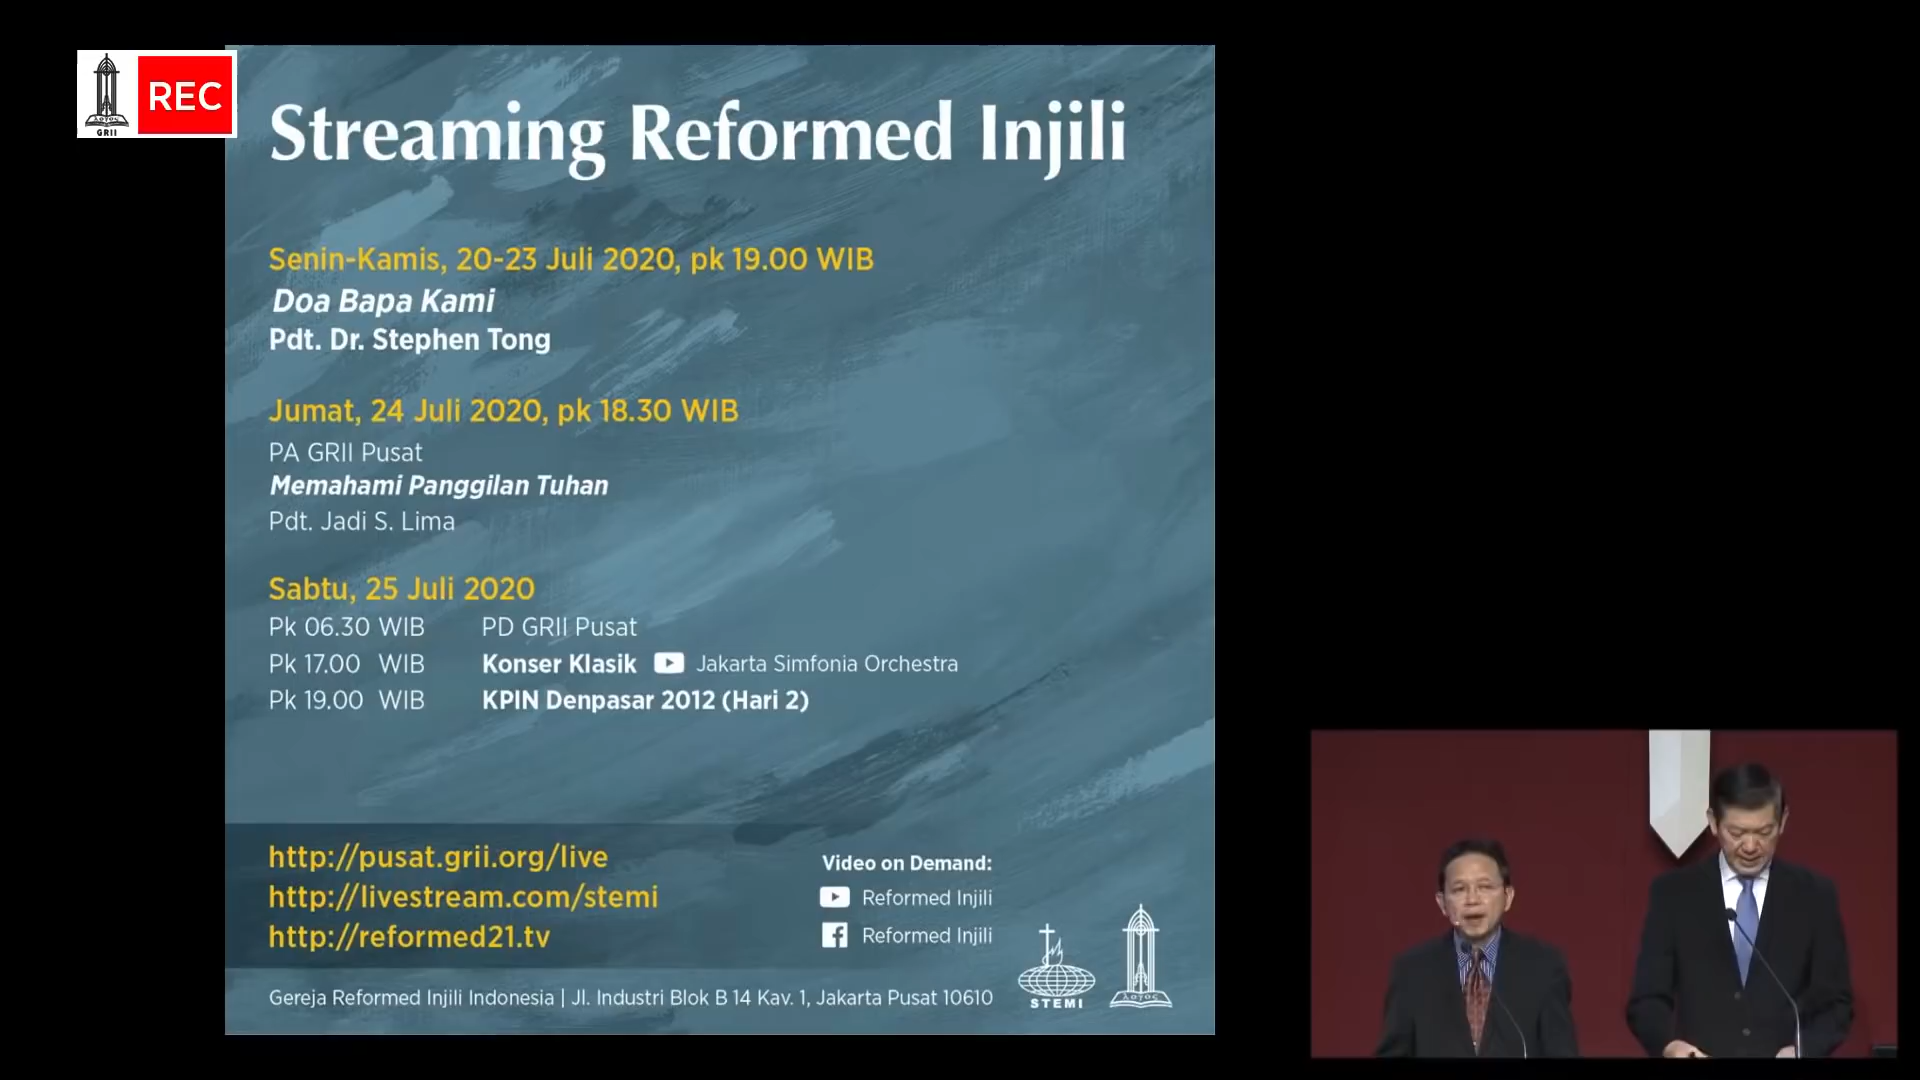 REC
GRII
Streaming Reformed Injili
Senin-Kamis, 20-23 Juli 2020, pk 19.00 WIB
Doa Bapa Kami
Pdt. Dr. Stephen Tong
Jumat, 24 Juli 2020, pk 18.30 WIB
PA GRII Pusat
Memahami Panggilan Tuhan
Pdt. Jadi S. Lima
Sabtu, 25 Juli 2020
Pk 06.30 WIB PD GRII Pusat
Pk 17.00 WIB Konser Klasik Jakarta Simfonia Orchestra
Pk 19.00 WIB KPIN Denpasar 2012 (Hari 2)
http://pusat.grii.org/live
http://livestream.com/stemi
http://reformed21.tv
Video on Demand:
Reformed Injili
Reformed Injili
STEMI
Gereja Reformed Injili Indonesia | Jl. Industri Blok B 14 Kav. 1, Jakarta Pusat 10610